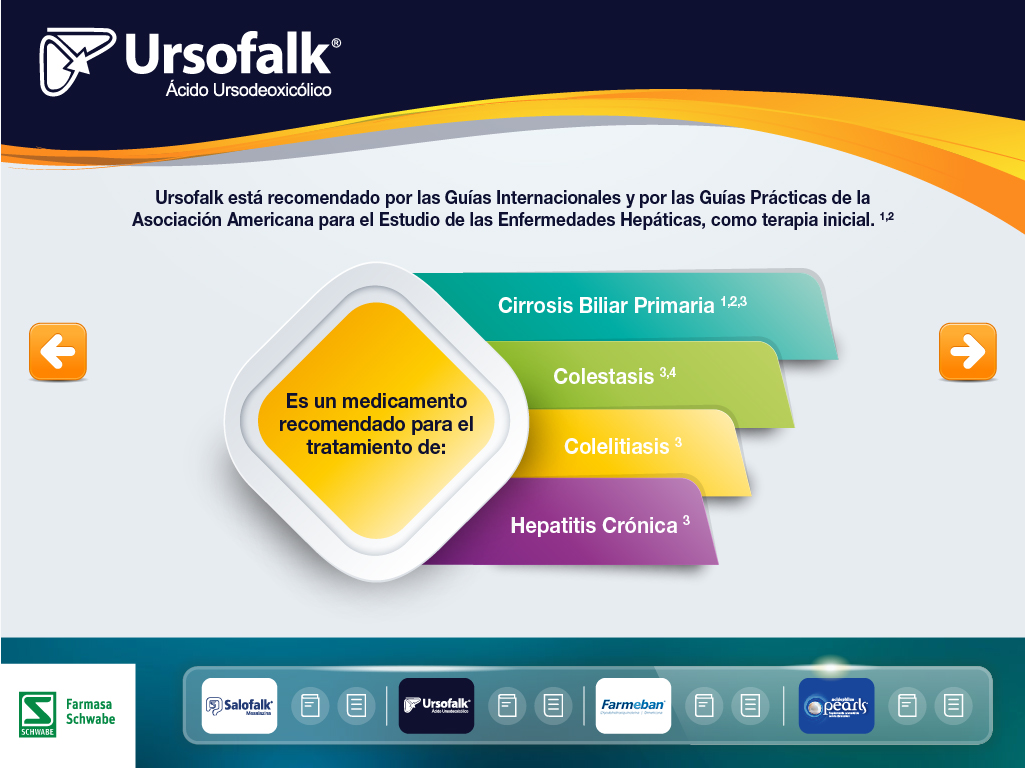 Ursofalk®
Ácido Ursodeoxicólico
Ursofalk está recomendado por las Guías Internacionales y por las Guías Prácticas de la
Asociación Americana para el Estudio de las Enfermedades Hepáticas, como terapia inicial. 1,2
Es un medicamento
recomendado para el
tratamiento de:
Cirrosis Biliar Primaria 1,2,3
Colestasis 3,4
Colelitiasis 3
Hepatitis Crónica 3
SCHWABE
Farmasa
Schwabe
Salofalk®
Mesalazina
Ursofalk®
Ácido Ursodeoxicólico
Farmeban®
acidophilus
pearls®